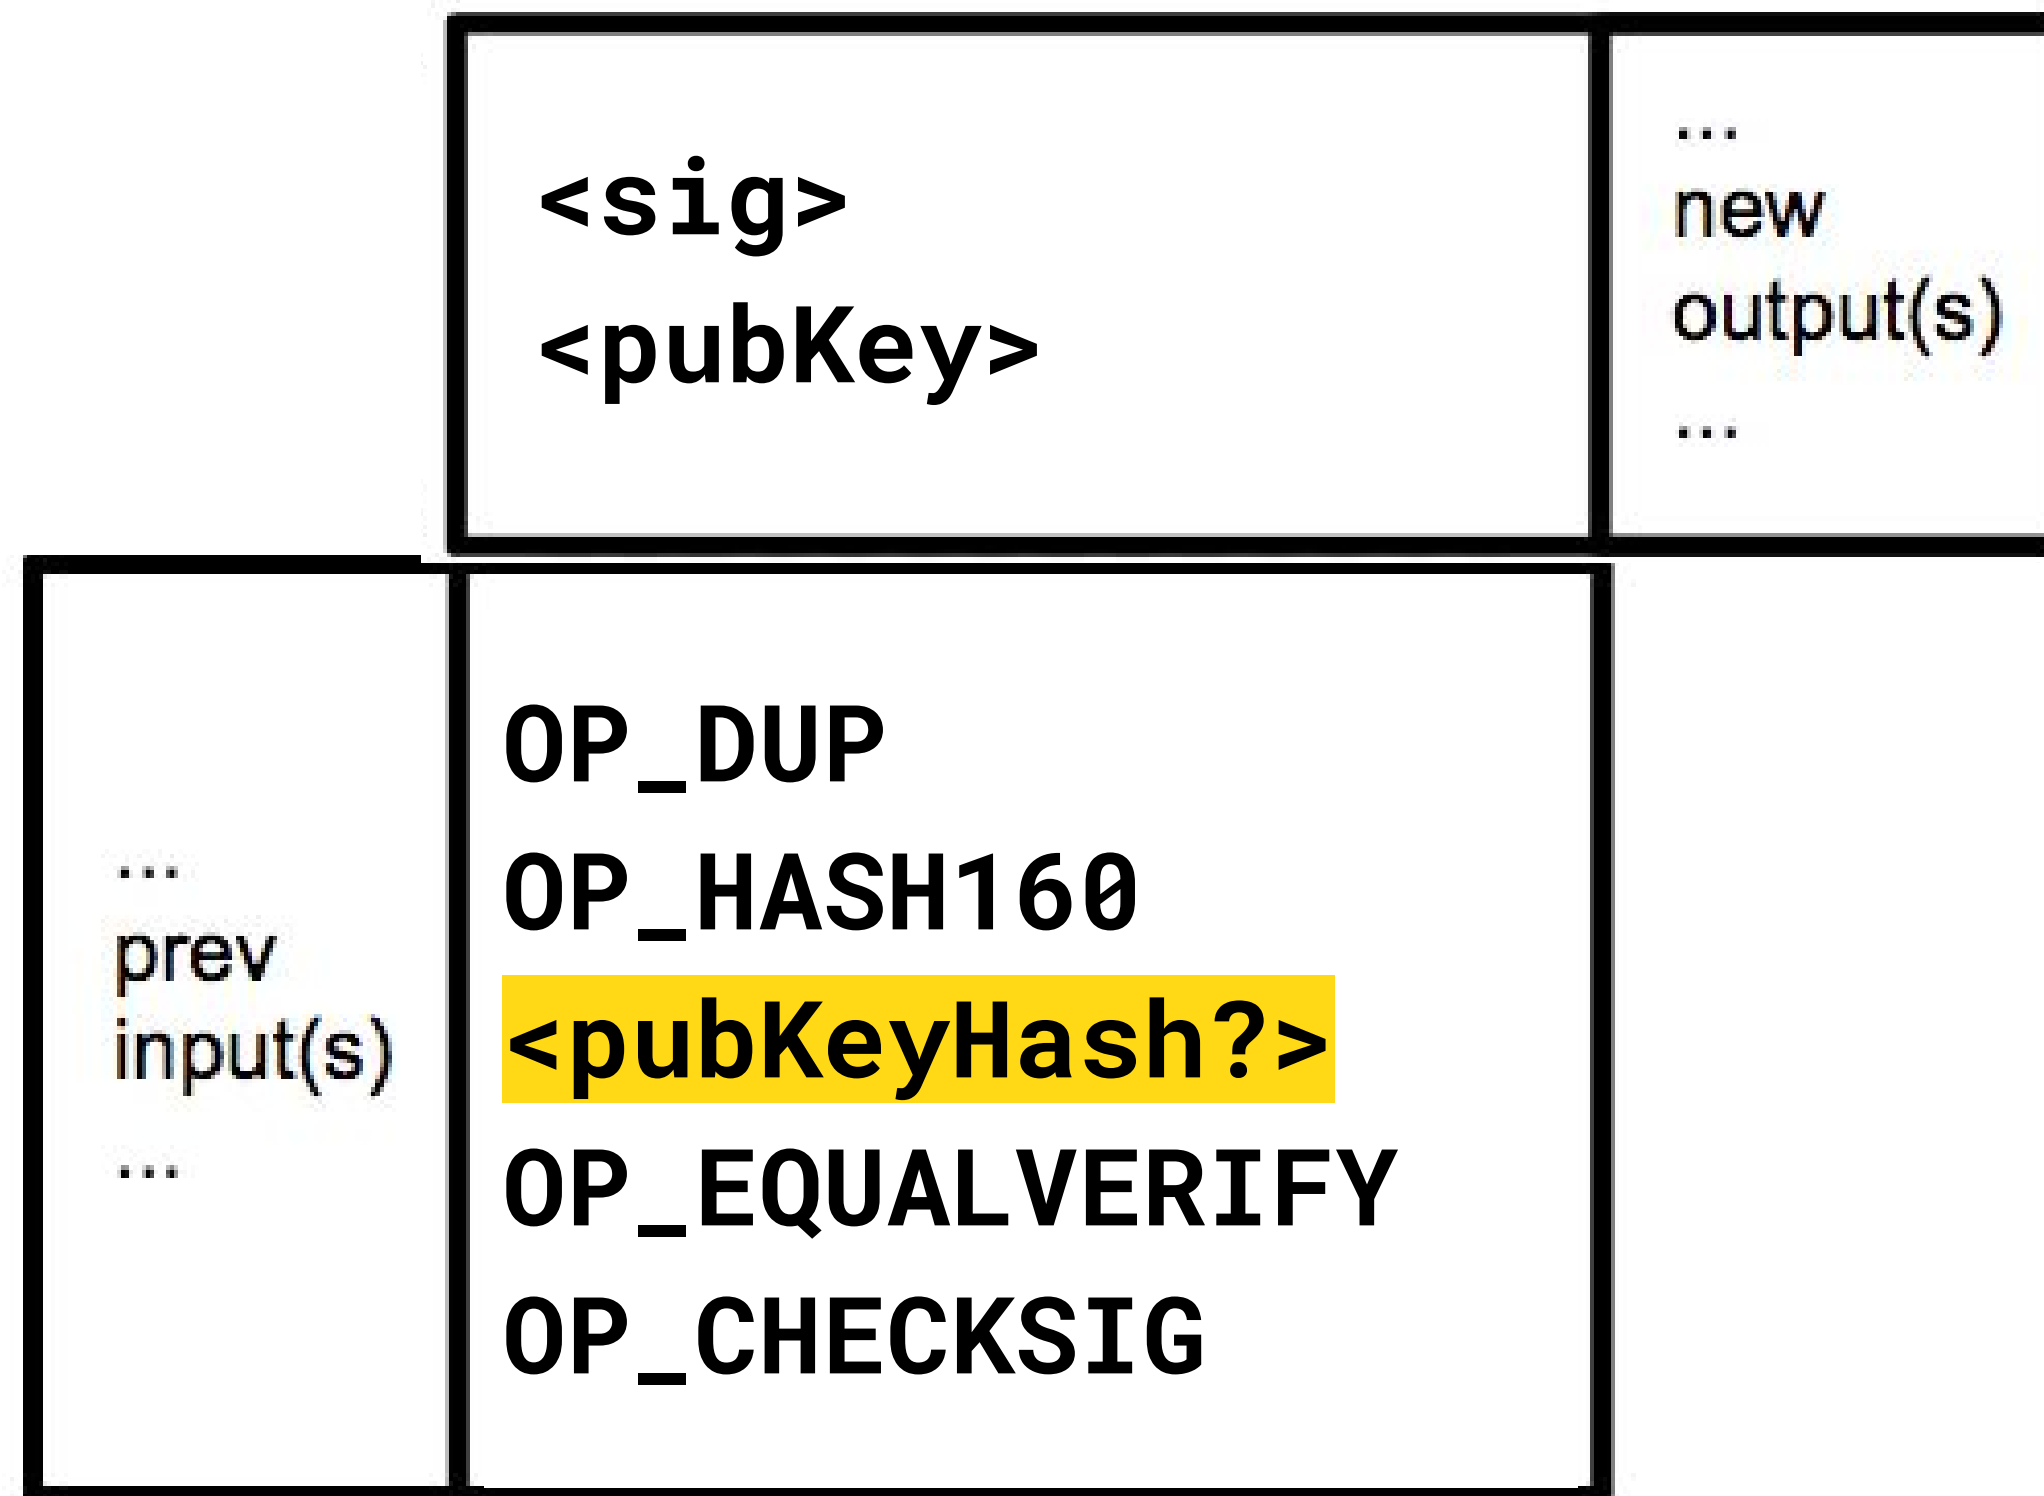 <sig>
<pubKey>
...
new
output(s)
...
...
prev
input(s)
...
OP_DUP
OP_HASH160
<pubKeyHash?>
OP_EQUALVERIFY
OP_CHECKSIG